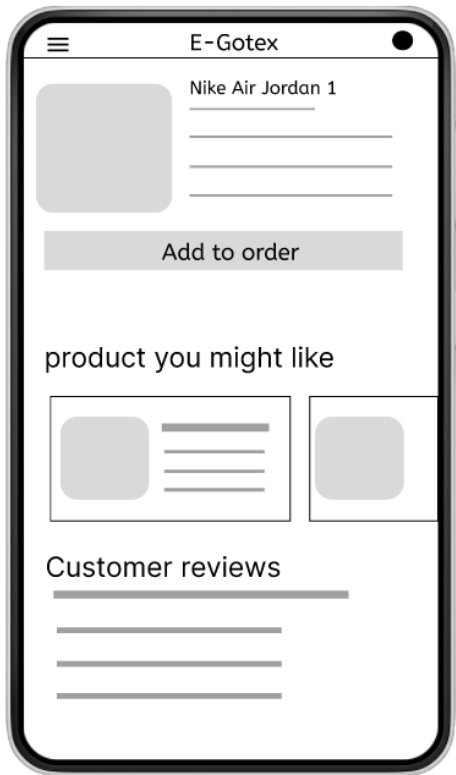 E-Gotex
Nike Air Jordan 1
Add to order
product you might like
Customer reviews